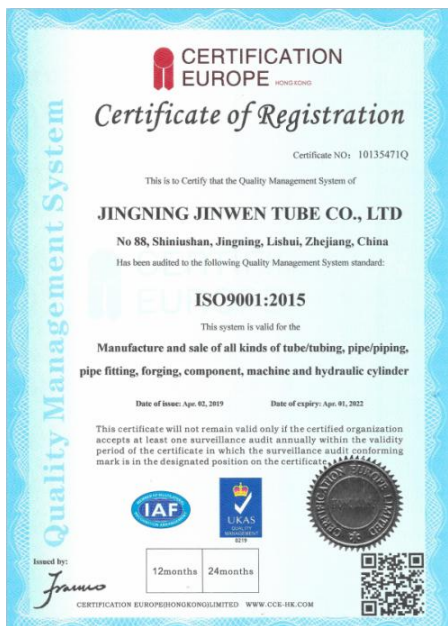 CERTIFICATION
EUROPE HONG KONG
Certificate of Registration
Certificate NO: 10135471Q
This is to Certify that the Quality Management System of
JINGNING JINWEN TUBE CO., LTD
No 88, Shiniushan, Jingning, Lishui, Zhejiang, China
Has been audited to the following Quality Management System standard:
ISO9001:2015
This system is valid for the
Manufacture and sale of all kinds of tube/tubing, pipe/piping,
pipe fitting, forging, component, machine and hydraulic cylinder
Date of issue: Apr. 02, 2019 Date of expiry: Apr. 01, 2022
This certificate will not remain valid only if the certified organization
accepts at least one surveillance audit annually within the validity
period of the certificate in which the surveillance audit conforming
mark is in the designated position on the certificate.
Quality Management System
IAF
UKAS
QUALITY
MANAGEMENT
0219
CERTIFICATION EUROPE LIMITED
Issued by:
12months 24months
CERTIFICATION EUROPE(HONGKONG)LIMITED WWW.CCE-HK.COM